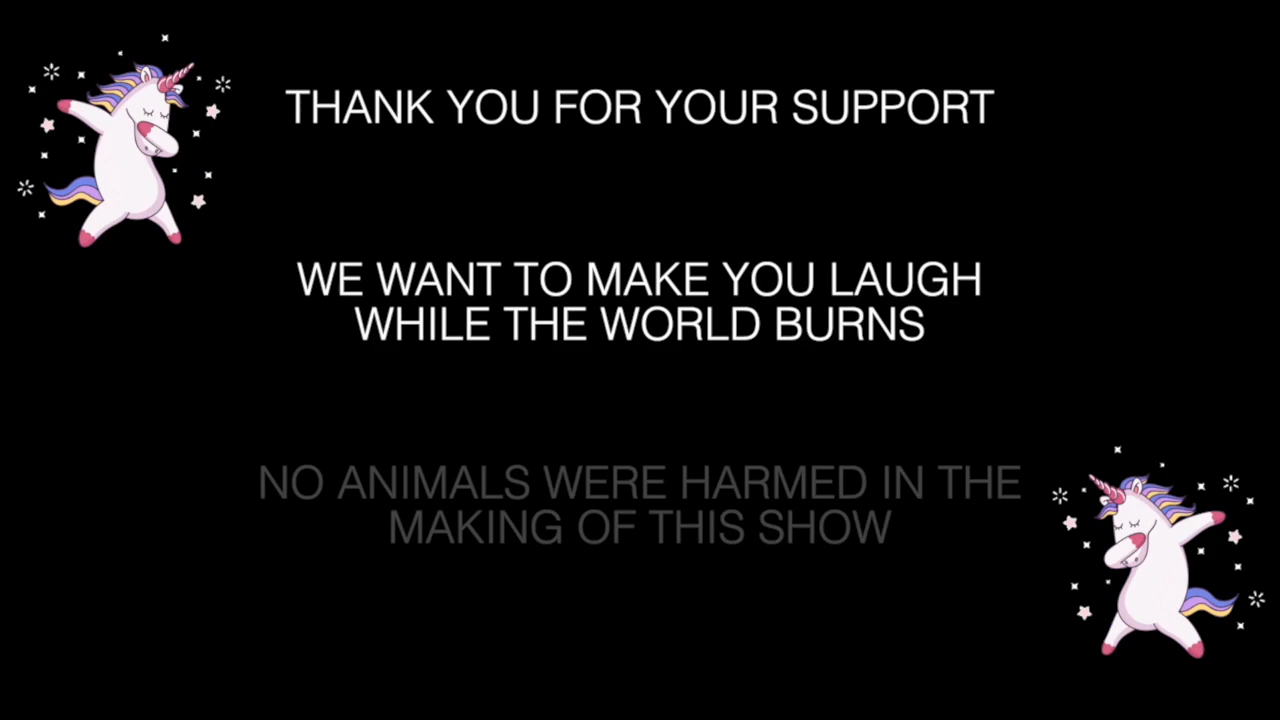 THANK YOU FOR YOUR SUPPORT
WE WANT TO MAKE YOU LAUGH
WHILE THE WORLD BURNS
NO ANIMALS WERE HARMED IN THE
MAKING OF THIS SHOW